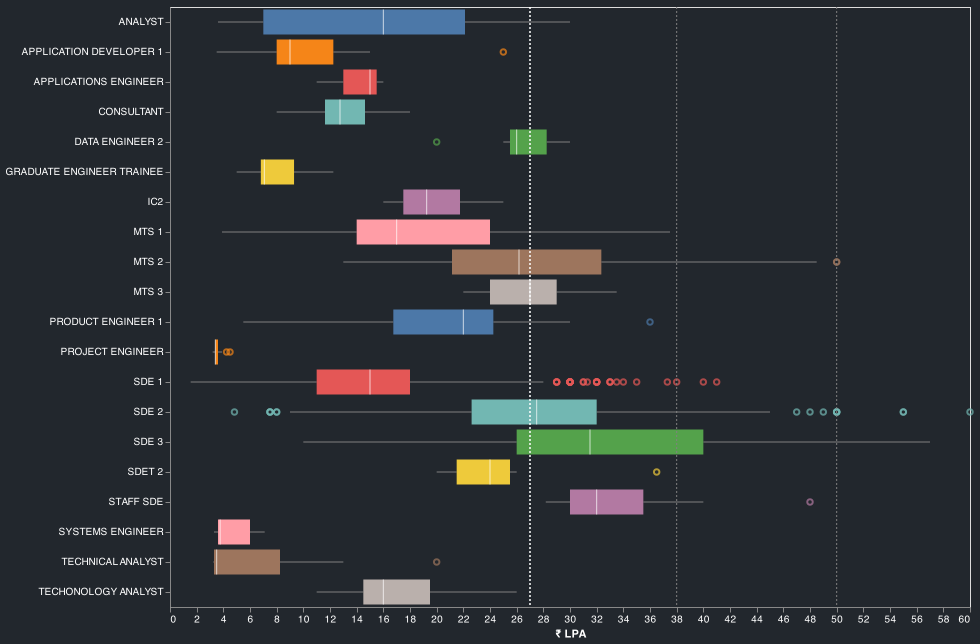 ANALYST
APPLICATION DEVELOPER 1
APPLICATIONS ENGINEER
CONSULTANT
DATA ENGINEER 2
GRADUATE ENGINEER TRAINEE
IC2
MTS 1
MTS 2
MTS 3
PRODUCT ENGINEER 1
PROJECT ENGINEER
SDE 1
SDE 2
SDE 3
SDET 2
STAFF SDE
SYSTEMS ENGINEER
TECHNICAL ANALYST
TECHONOLOGY ANALYST
0 2 4 6 8 10 12 14 16 18 20 22 24 26 28 30 32 34 36 38 40 42 44 46 48 50 52 54 56 58 60
₹ LPA